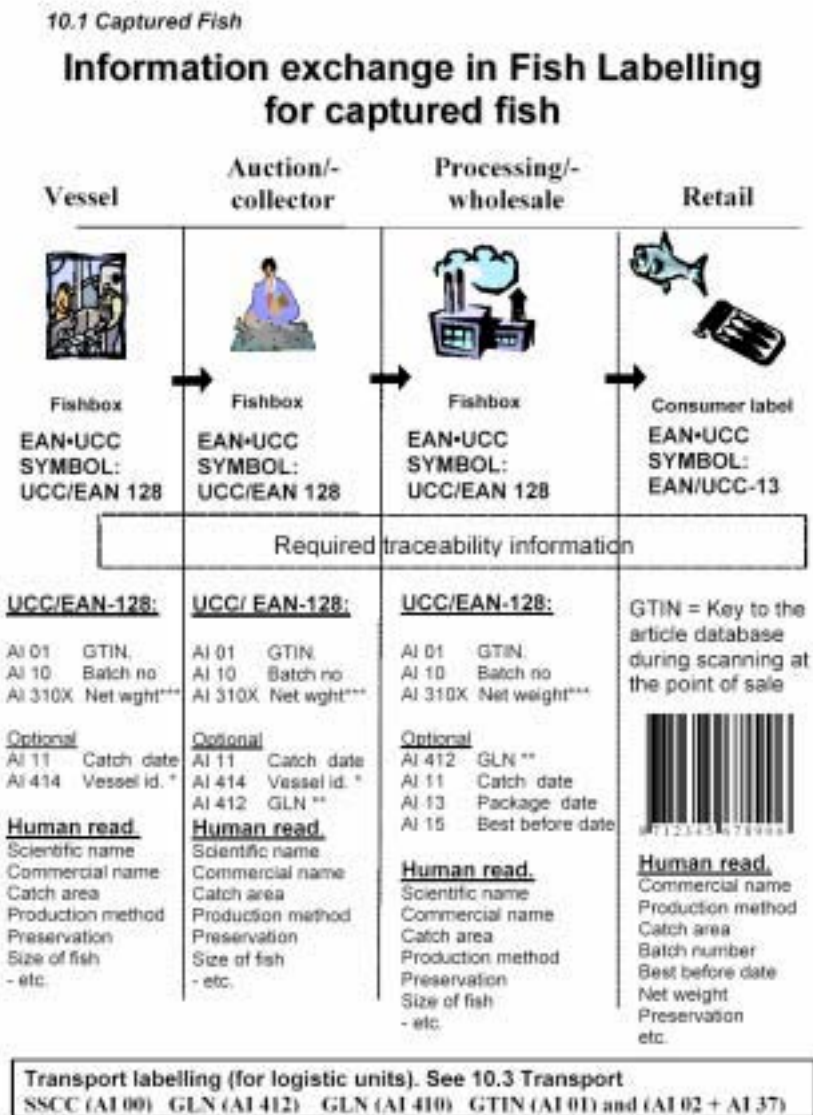 10.1 Captured Fish
Information exchange in Fish Labelling
for captured fish
Vessel
Auction/-
collector
Processing/-
wholesale
Retail
Fishbox
EAN•UCC
SYMBOL:
UCC/EAN 128
Fishbox
EAN•UCC
SYMBOL:
UCC/EAN 128
Fishbox
EAN•UCC
SYMBOL:
UCC/EAN 128
Consumer label
EAN•UCC
SYMBOL:
EAN/UCC-13
Required traceability information
UCC/EAN-128:
AI 01 GTIN.
AI 10 Batch no
AI 310X Net wght***
Optional
AI 11 Catch date
AI 414 Vessel id. *
Human read.
Scientific name
Commercial name
Catch area
Production method
Preservation
Size of fish
- etc.
UCC/ EAN-128:
AI 01 GTIN.
AI 10 Batch no
AI 310X Net wght***
Optional
AI 11 Catch date
AI 414 Vessel id. *
AI 412 GLN **
Human read.
Scientific name
Commercial name
Catch area
Production method
Preservation
Size of fish
- etc.
UCC/EAN-128:
AI 01 GTIN.
AI 10 Batch no
AI 310X Net weight***
Optional
AI 412 GLN **
AI 11 Catch date
AI 13 Package date
AI 15 Best before date
Human read.
Scientific name
Commercial name
Catch area
Production method
Preservation
Size of fish
- etc.
GTIN = Key to the
article database
during scanning at
the point of sale
8 712345 678906
Human read.
Commercial name
Production method
Catch area
Batch number
Best before date
Net weight
Preservation
etc.
Transport labelling (for logistic units). See 10.3 Transport
SSCC (AI 00) GLN (AI 412) GLN (AI 410) GTIN (AI 01) and (AI 02 + AI 37)